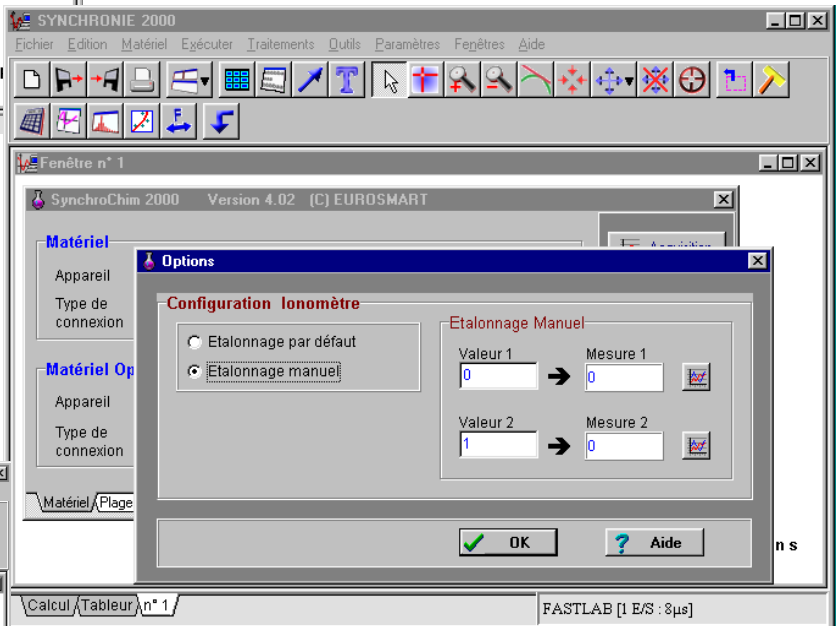 SYNCHRONIE 2000
Fichier Edition Matériel Exécuter Traitements Outils Paramètres Fenêtres Aide
Fenêtre n° 1
SynchroChim 2000 Version 4.02 (C) EUROSMART
Matériel
Acquisition
Appareil
Type de
connexion
Matériel Op
Appareil
Type de
connexion
Matériel Plage
Options
Configuration Ionomètre
Etalonnage par défaut
Etalonnage manuel
Etalonnage Manuel
Valeur 1 Mesure 1
0 0
Valeur 2 Mesure 2
1 0
OK Aide
n s
Calcul Tableur n° 1
FASTLAB [1 E/S : 8µs]